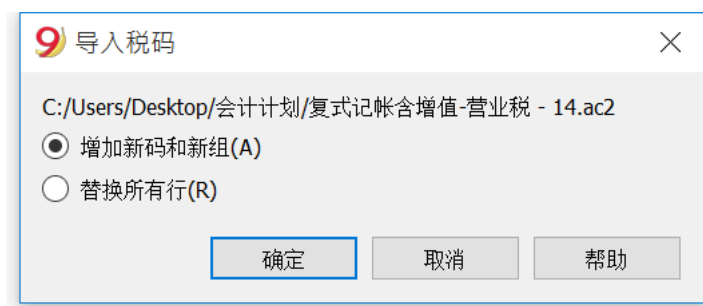 9 导入税码
C:/Users/Desktop/会计计划/复式记帐含增值-营业税 - 14.ac2
增加新码和新组(A)
替换所有行(R)
确定 取消 帮助